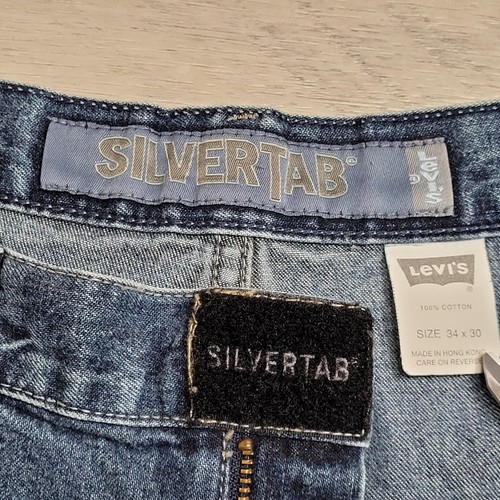 SILVERTAB®
LEVI'S®
Levi's
100% COTTON
SIZE 34 x 30
MADE IN HONG KONG
CARE ON REVERSE
SILVERTAB®